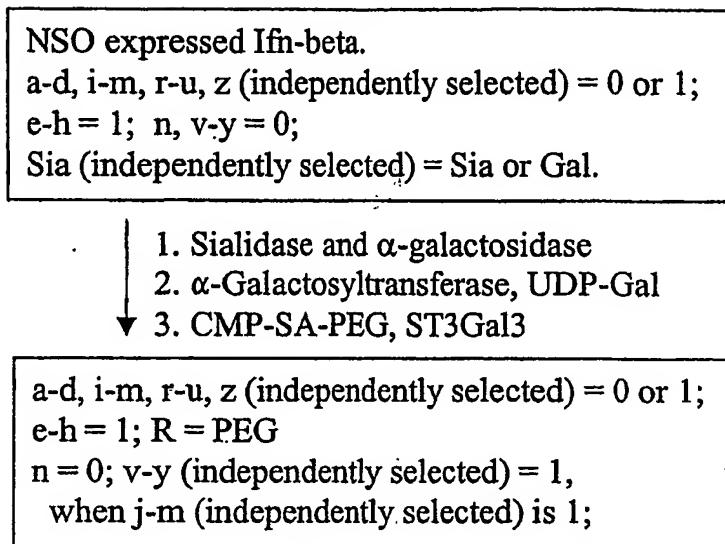 NSO expressed Ifn-beta.
a-d, i-m, r-u, z (independently selected) = 0 or 1;
e-h = 1; n, v-y = 0;
Sia (independently selected) = Sia or Gal.
1. Sialidase and α-galactosidase
2. α-Galactosyltransferase, UDP-Gal
3. CMP-SA-PEG, ST3Gal3
a-d, i-m, r-u, z (independently selected) = 0 or 1;
e-h = 1; R = PEG
n = 0; v-y (independently selected) = 1,
when j-m (independently selected) is 1;